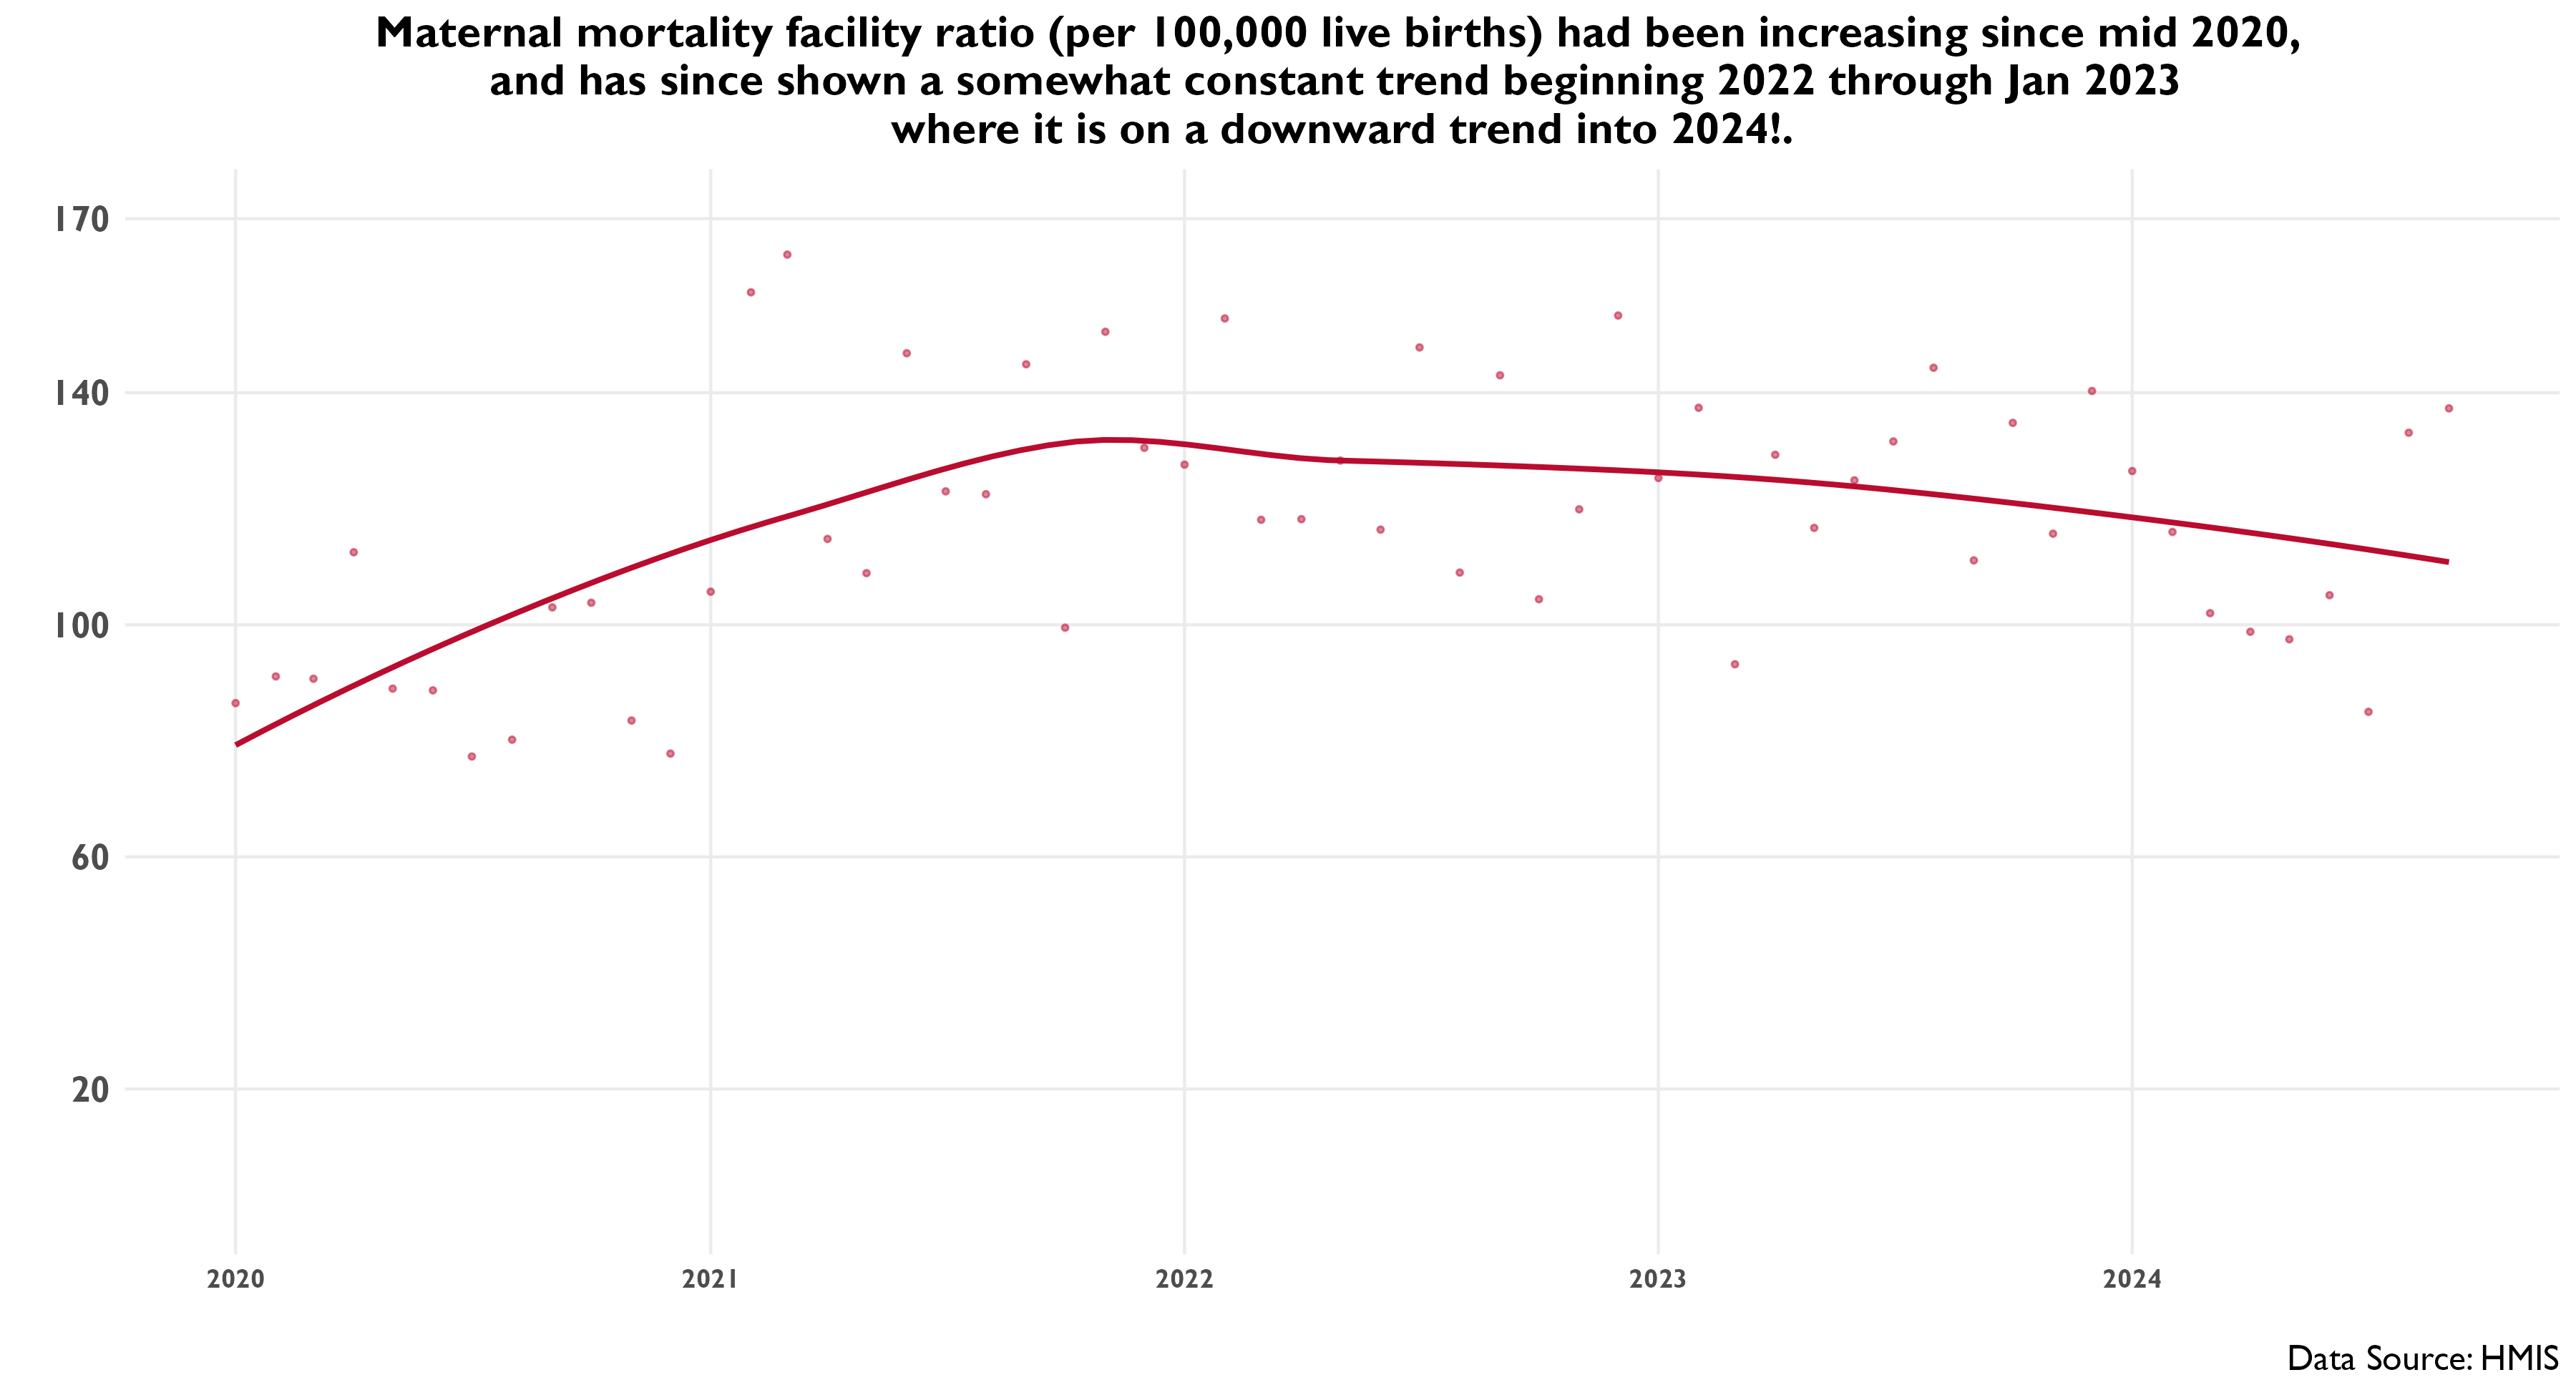 Maternal mortality facility ratio (per 100,000 live births) had been increasing since mid 2020,
and has since shown a somewhat constant trend beginning 2022 through Jan 2023
where it is on a downward trend into 2024!.
170
140
100
60
20
2020 2021 2022 2023 2024
Data Source: HMIS